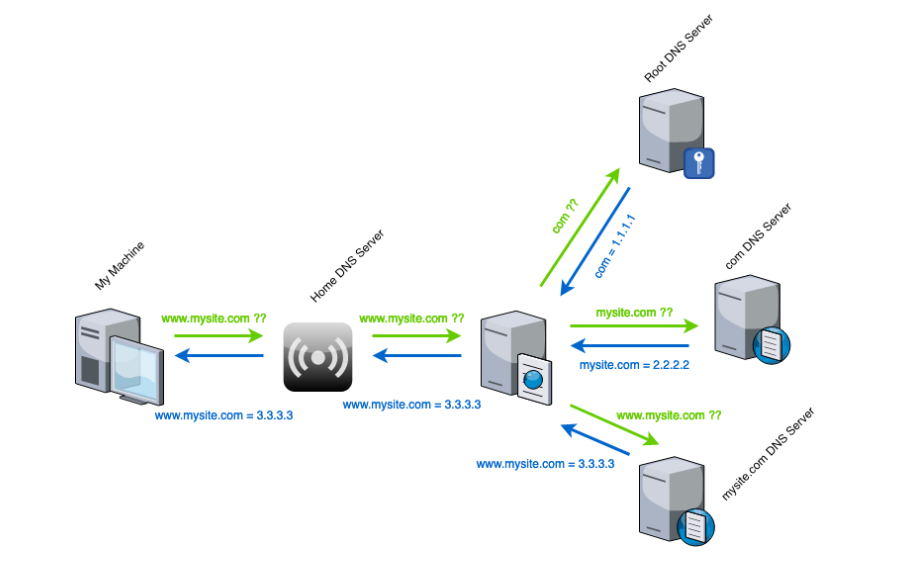 Root DNS Server
com ??
com = 1.1.1.1
My Machine
Home DNS Server
com DNS Server
www.mysite.com ??
www.mysite.com ??
mysite.com ??
mysite.com = 2.2.2.2
www.mysite.com = 3.3.3.3
www.mysite.com = 3.3.3.3
www.mysite.com ??
www.mysite.com = 3.3.3.3
mysite.com DNS Server